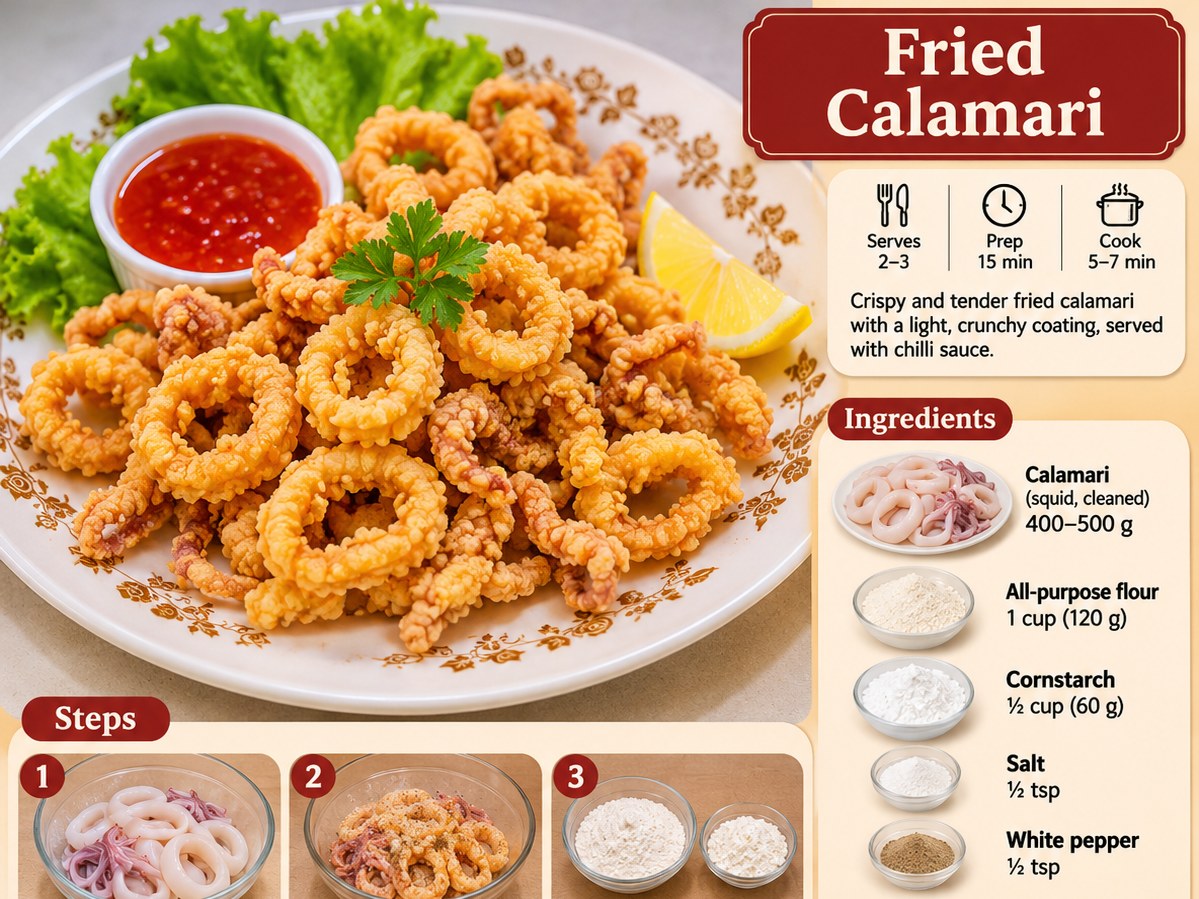 Fried
Calamari
Serves
2–3
Prep
15 min
Cook
5–7 min
Crispy and tender fried calamari
with a light, crunchy coating, served
with chilli sauce.
Ingredients
Calamari
(squid, cleaned)
400–500 g
All-purpose flour
1 cup (120 g)
Cornstarch
½ cup (60 g)
Salt
½ tsp
White pepper
½ tsp
Steps
1
2
3